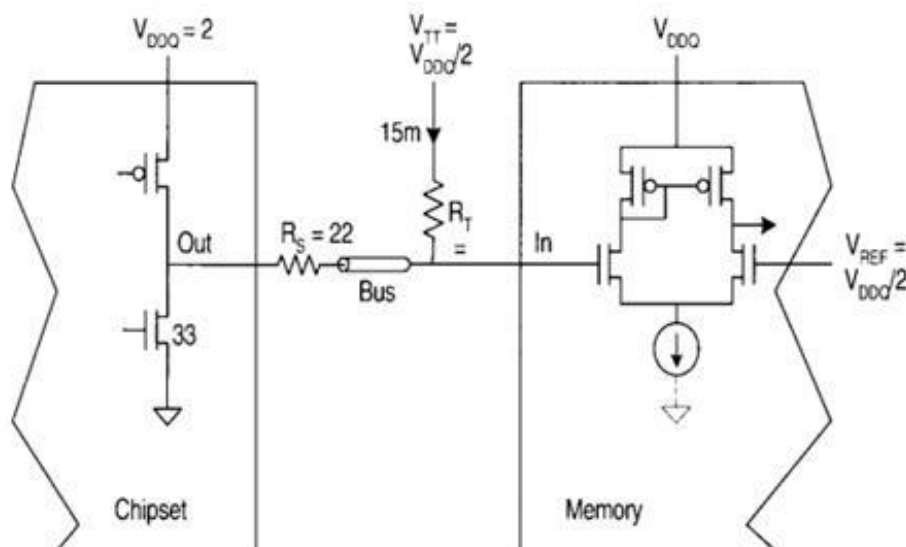 V_DDQ = 2
V_TT =
V_DDQ/2
V_DDQ
15m
R_T
=
Out
R_S = 22
Bus
In
V_REF =
V_DDQ/2
33
Chipset
Memory